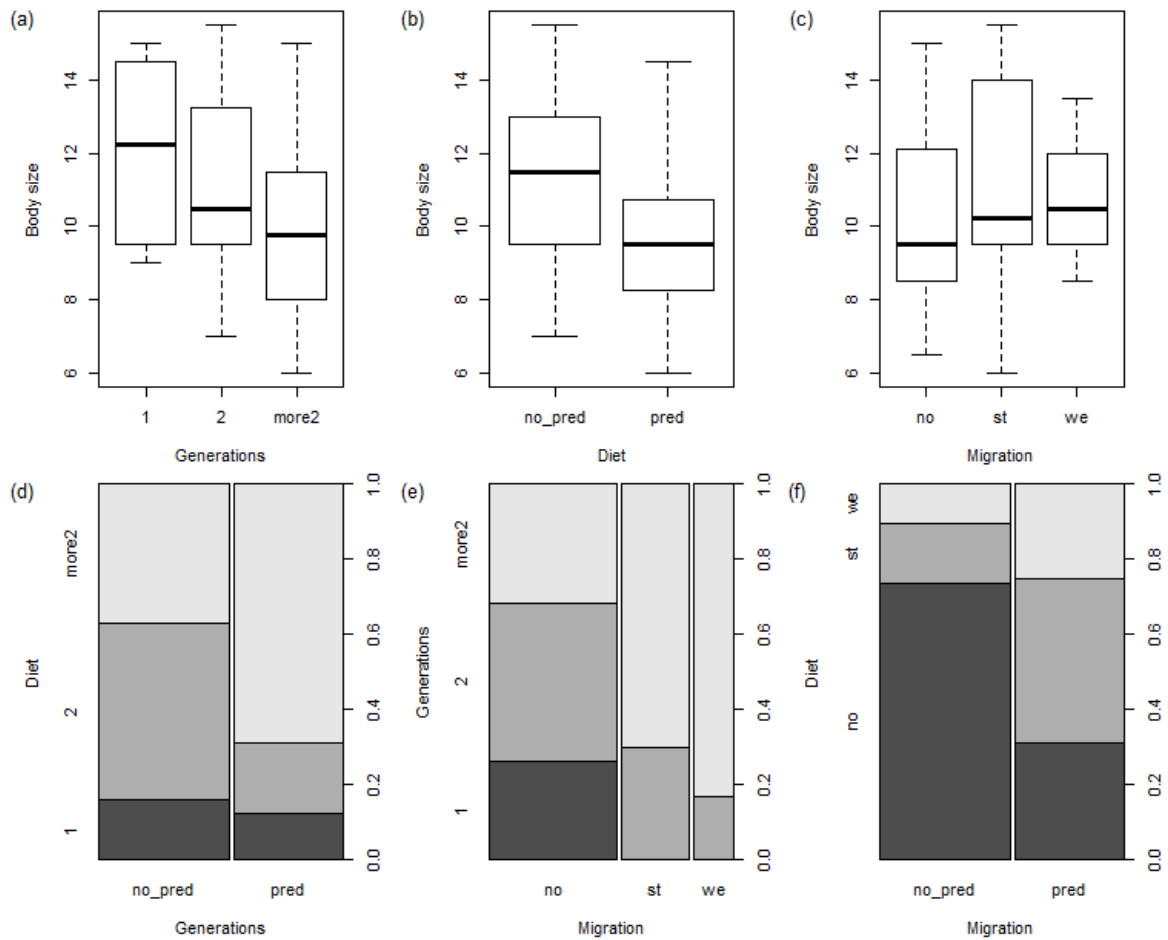 (a)
Body size
14
12
10
8
6
1 2 more2
Generations
(b)
Body size
14
12
10
8
6
no_pred pred
Diet
(c)
Body size
14
12
10
8
6
no st we
Migration
(d)
Diet
more2
2
1
1.0
0.8
0.6
0.4
0.2
0.0
no_pred pred
Generations
(e)
Generations
more2
2
1
1.0
0.8
0.6
0.4
0.2
0.0
no st we
Migration
(f)
Diet
we
st
no
1.0
0.8
0.6
0.4
0.2
0.0
no_pred pred
Migration